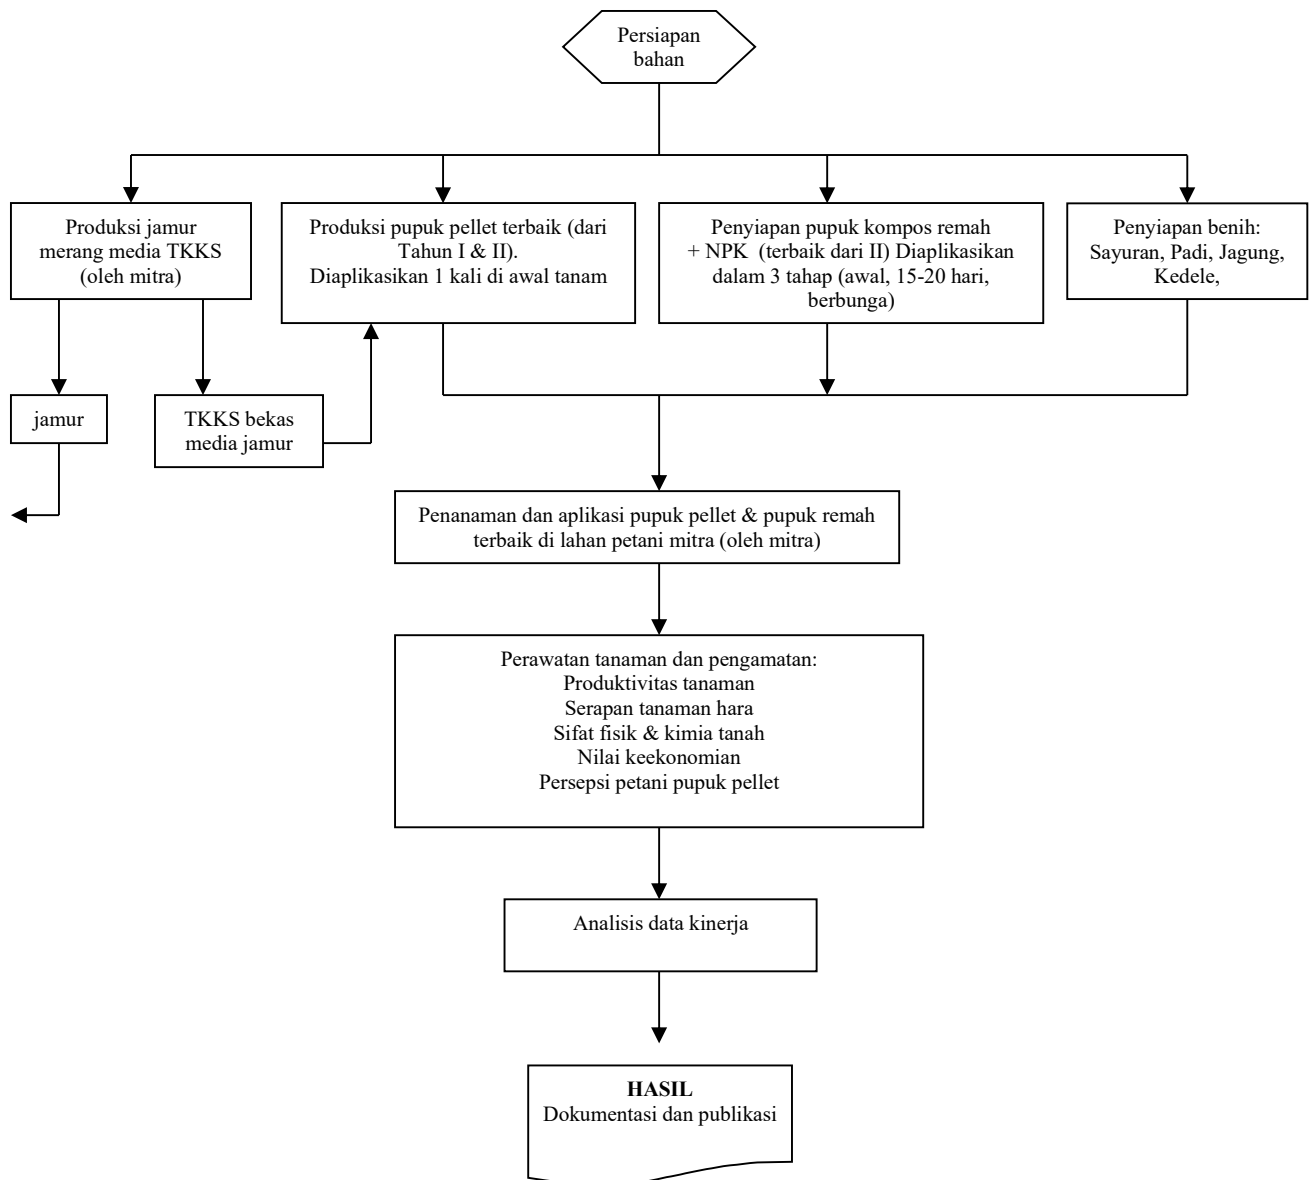 Persiapan
bahan
Produksi jamur
merang media TKKS
(oleh mitra)
Produksi pupuk pellet terbaik (dari
Tahun I & II).
Diaplikasikan 1 kali di awal tanam
Penyiapan pupuk kompos remah
+ NPK (terbaik dari II) Diaplikasikan
dalam 3 tahap (awal, 15-20 hari,
berbunga)
Penyiapan benih:
Sayuran, Padi, Jagung,
Kedele,
jamur
TKKS bekas
media jamur
Penanaman dan aplikasi pupuk pellet & pupuk remah
terbaik di lahan petani mitra (oleh mitra)
Perawatan tanaman dan pengamatan:
Produktivitas tanaman
Serapan tanaman hara
Sifat fisik & kimia tanah
Nilai keekonomian
Persepsi petani pupuk pellet
Analisis data kinerja
HASIL
Dokumentasi dan publikasi